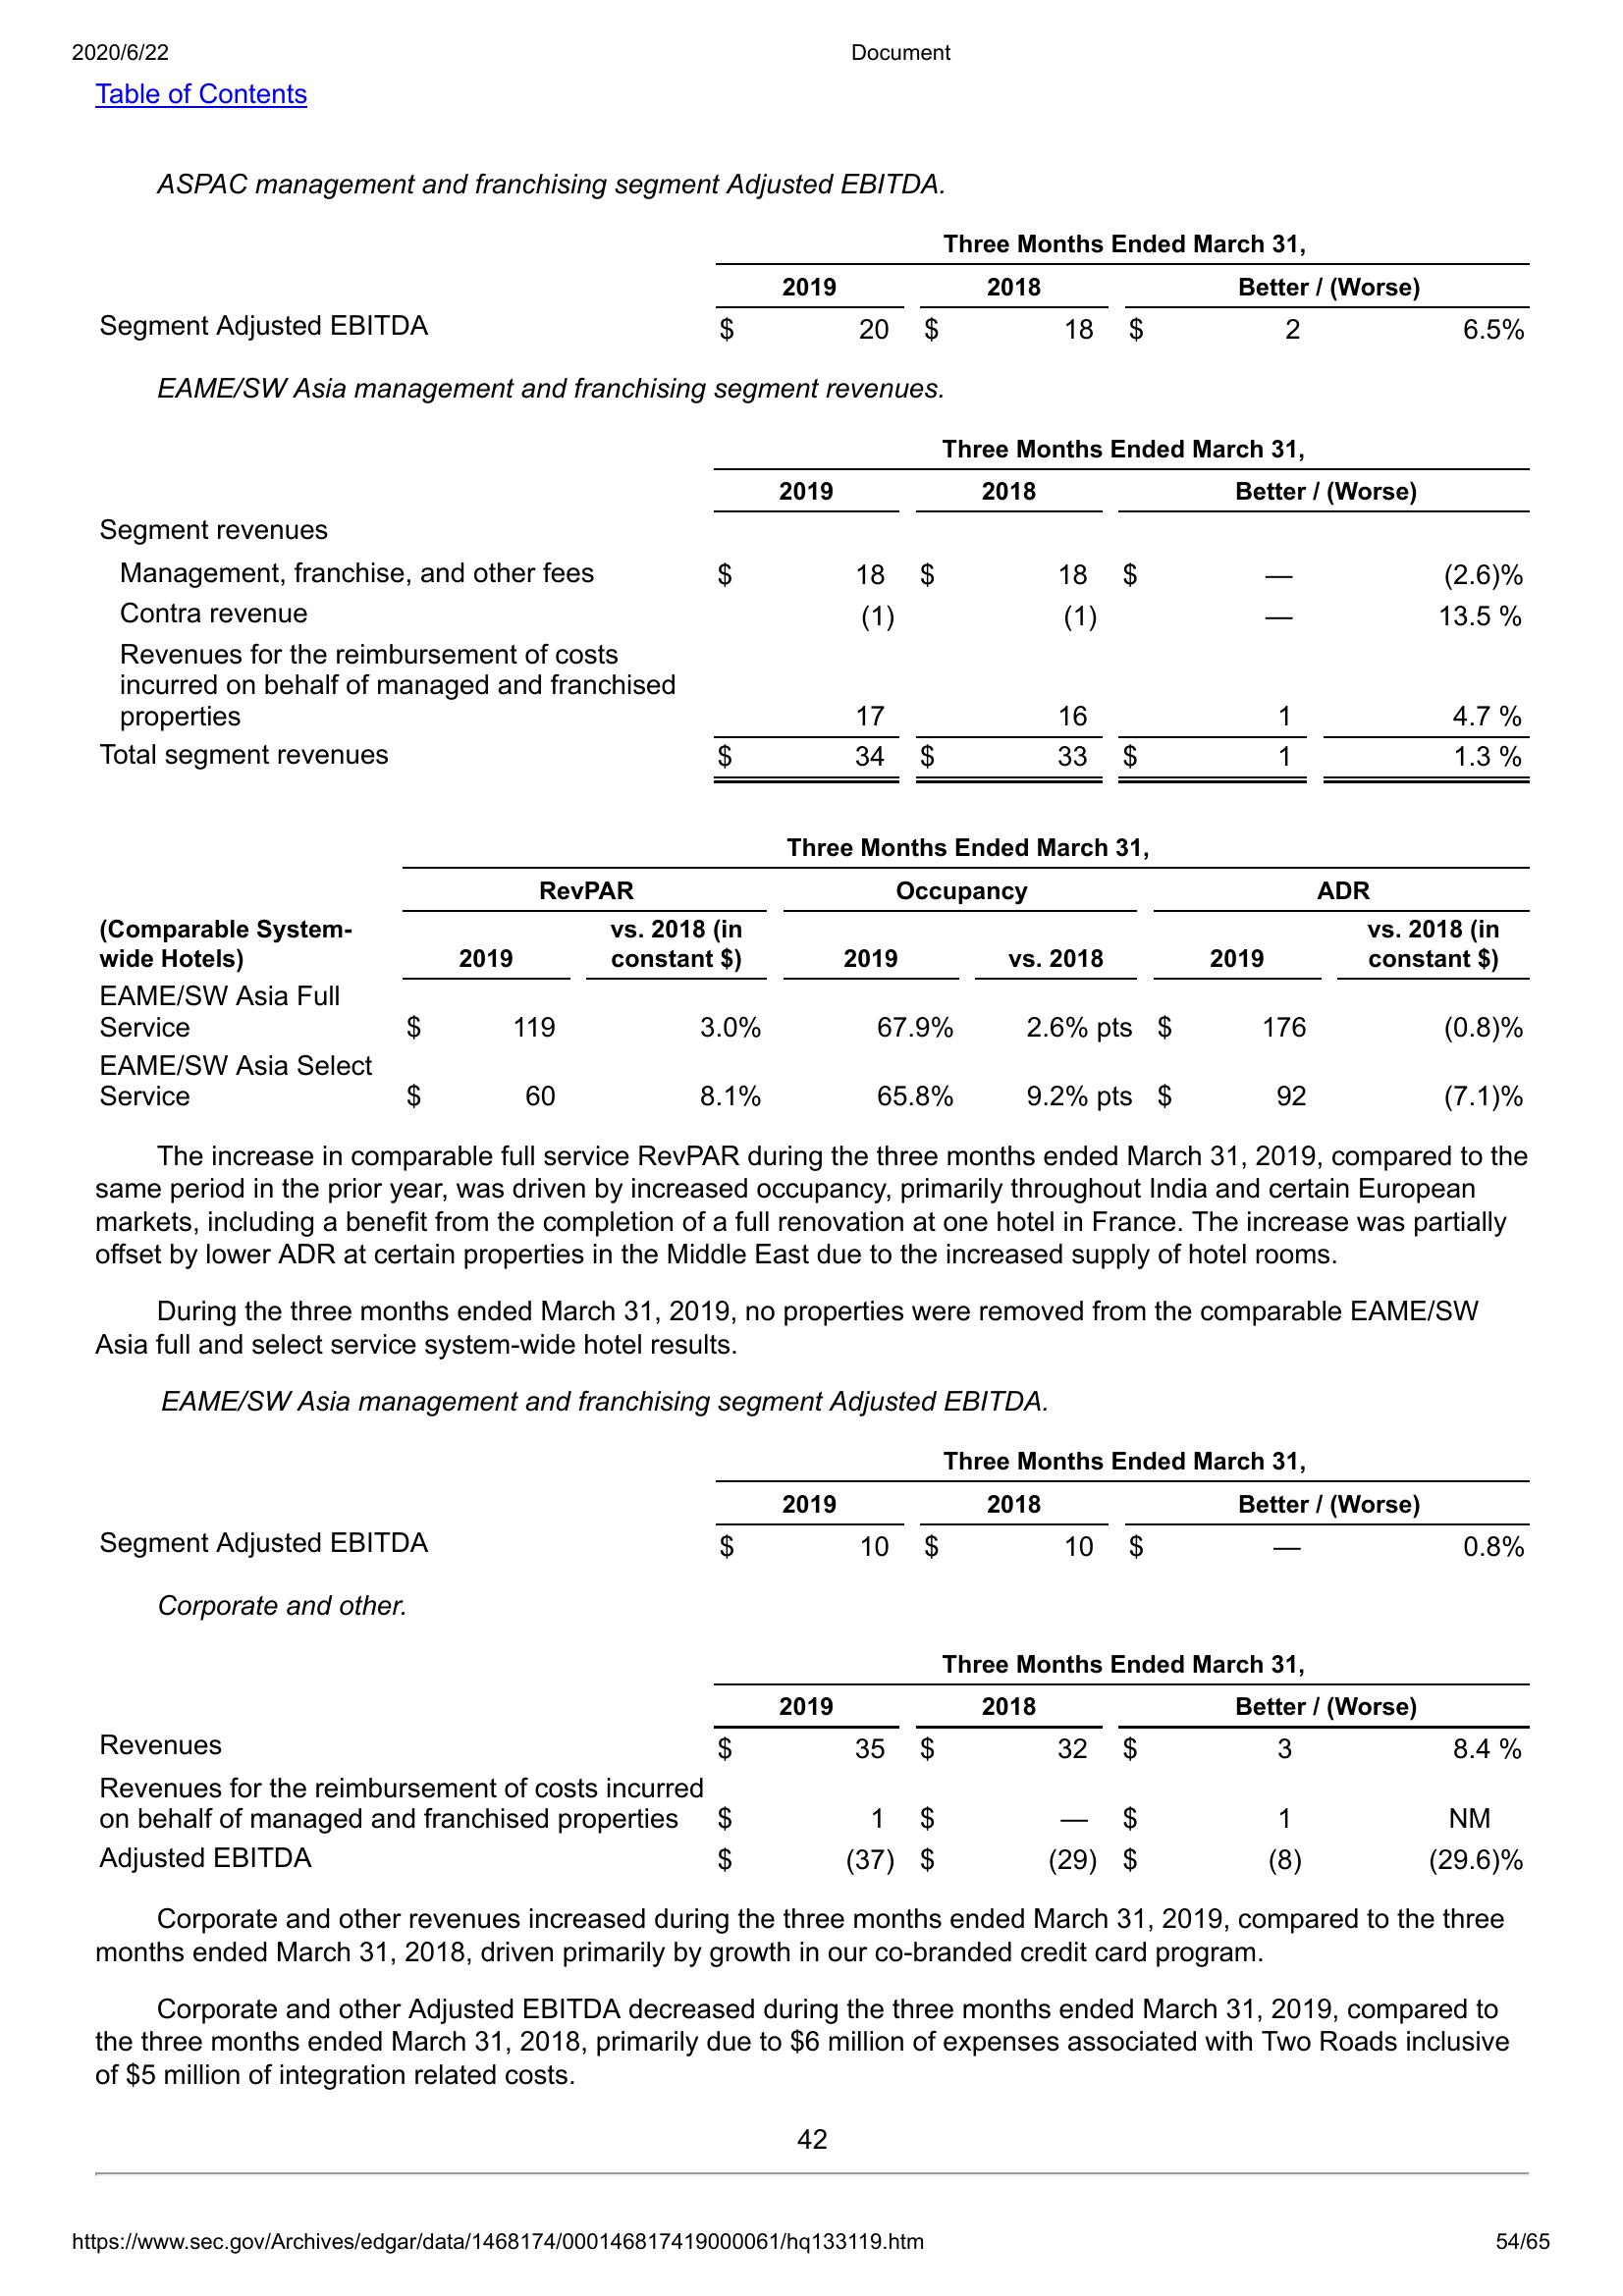 2020/6/22 Document
Table of Contents
ASPAC management and franchising segment Adjusted EBITDA.
Three Months Ended March 31,
2019 2018 Better / (Worse)
Segment Adjusted EBITDA $ 20 $ 18 $ 2 6.5%
EAME/SW Asia management and franchising segment revenues.
Three Months Ended March 31,
2019 2018 Better / (Worse)
Segment revenues
Management, franchise, and other fees $ 18 $ 18 $ — (2.6)%
Contra revenue (1) (1) — 13.5 %
Revenues for the reimbursement of costs
incurred on behalf of managed and franchised
properties 17 16 1 4.7 %
Total segment revenues $ 34 $ 33 $ 1 1.3 %
Three Months Ended March 31,
RevPAR Occupancy ADR
(Comparable System- vs. 2018 (in vs. 2018 (in
wide Hotels) 2019 constant $) 2019 vs. 2018 2019 constant $)
EAME/SW Asia Full
Service $ 119 3.0% 67.9% 2.6% pts $ 176 (0.8)%
EAME/SW Asia Select
Service $ 60 8.1% 65.8% 9.2% pts $ 92 (7.1)%
The increase in comparable full service RevPAR during the three months ended March 31, 2019, compared to the
same period in the prior year, was driven by increased occupancy, primarily throughout India and certain European
markets, including a benefit from the completion of a full renovation at one hotel in France. The increase was partially
offset by lower ADR at certain properties in the Middle East due to the increased supply of hotel rooms.
During the three months ended March 31, 2019, no properties were removed from the comparable EAME/SW
Asia full and select service system-wide hotel results.
EAME/SW Asia management and franchising segment Adjusted EBITDA.
Three Months Ended March 31,
2019 2018 Better / (Worse)
Segment Adjusted EBITDA $ 10 $ 10 $ — 0.8%
Corporate and other.
Three Months Ended March 31,
2019 2018 Better / (Worse)
Revenues $ 35 $ 32 $ 3 8.4 %
Revenues for the reimbursement of costs incurred
on behalf of managed and franchised properties $ 1 $ — $ 1 NM
Adjusted EBITDA $ (37) $ (29) $ (8) (29.6)%
Corporate and other revenues increased during the three months ended March 31, 2019, compared to the three
months ended March 31, 2018, driven primarily by growth in our co-branded credit card program.
Corporate and other Adjusted EBITDA decreased during the three months ended March 31, 2019, compared to
the three months ended March 31, 2018, primarily due to $6 million of expenses associated with Two Roads inclusive
of $5 million of integration related costs.
42
https://www.sec.gov/Archives/edgar/data/1468174/000146817419000061/hq133119.htm 54/65